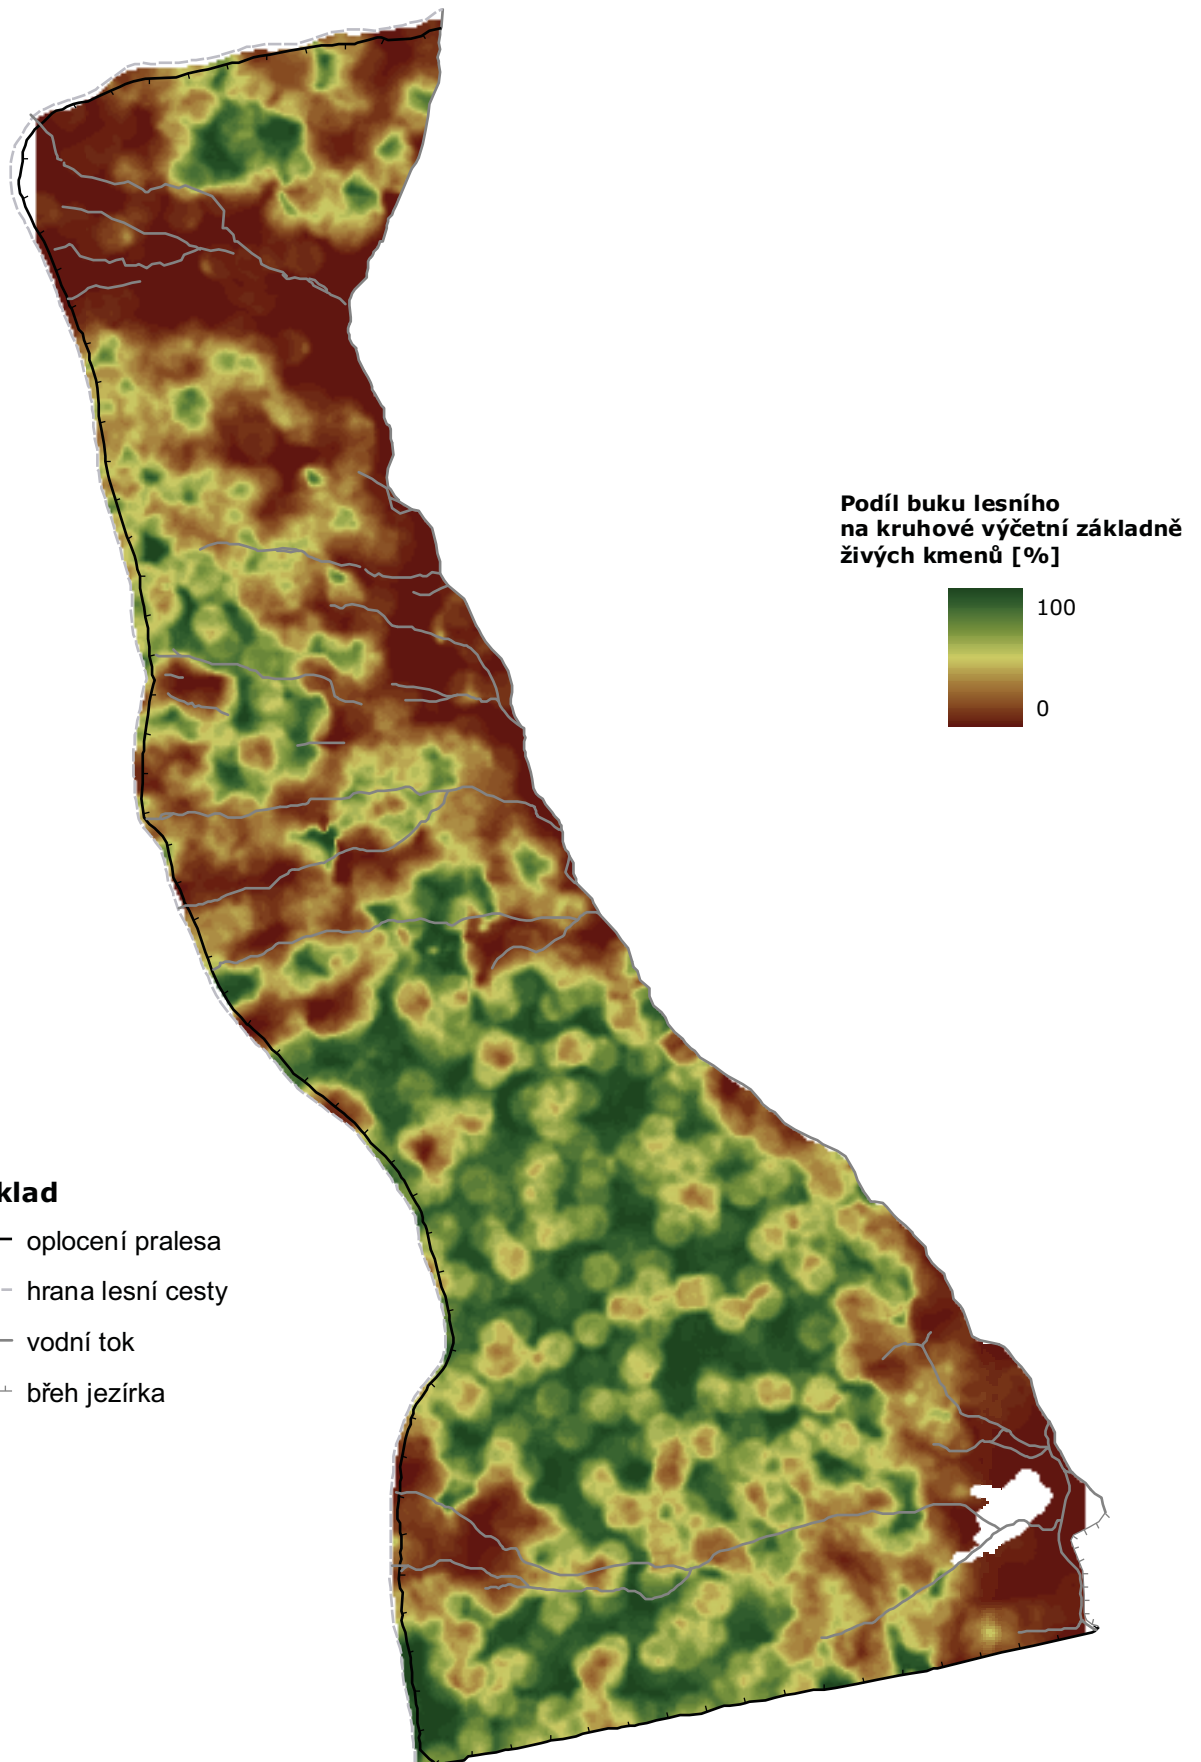 Podíl buku lesního
na kruhové výčetní základně
živých kmenů [%]
100
0
klad
oplocení pralesa
hrana lesní cesty
vodní tok
břeh jezírka